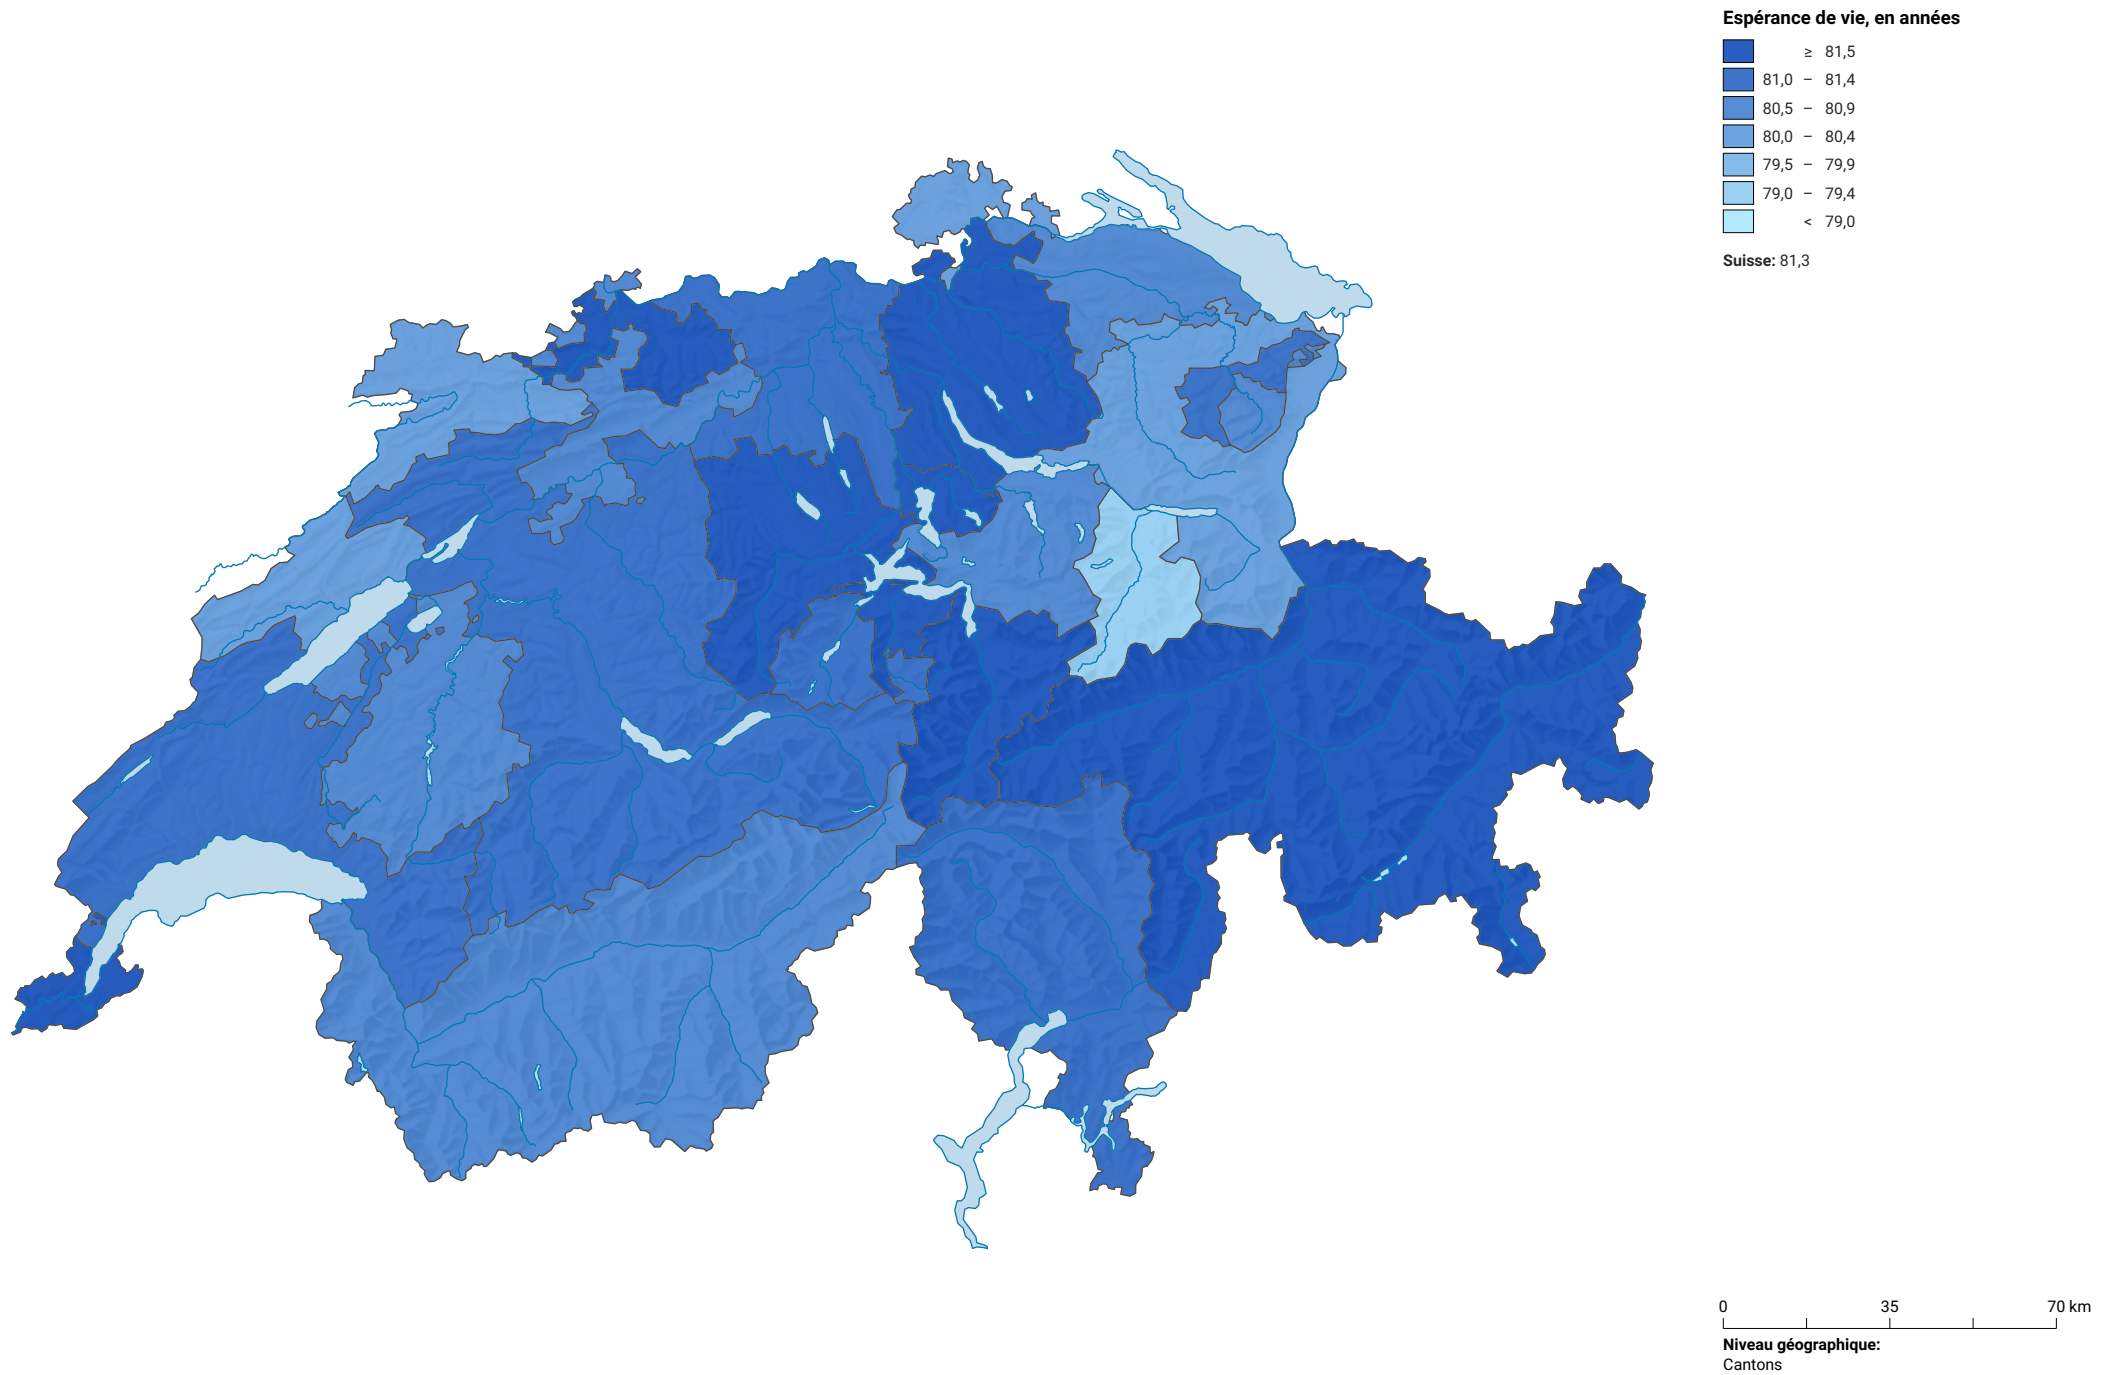 Espérance de vie, en années
≥ 81,5
81,0 – 81,4
80,5 – 80,9
80,0 – 80,4
79,5 – 79,9
79,0 – 79,4
< 79,0
Suisse: 81,3
0 35 70 km
Niveau géographique:
Cantons